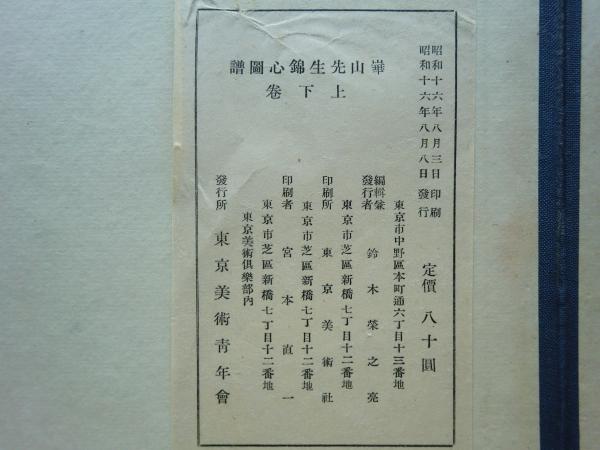 昭和十六年八月三日印刷
昭和十六年八月八日發行
定價八十圓
崋山先生錦心圖譜
上下卷
東京市中野區本町通六丁目十三番地
編輯兼
發行者 鈴木榮之亮
東京市芝區新橋七丁目十二番地
印刷所 東京美術社
東京市芝區新橋七丁目十二番地
印刷者 宮本直一
東京市芝區新橋七丁目十二番地
東京美術俱樂部內
發行所 東京美術靑年會